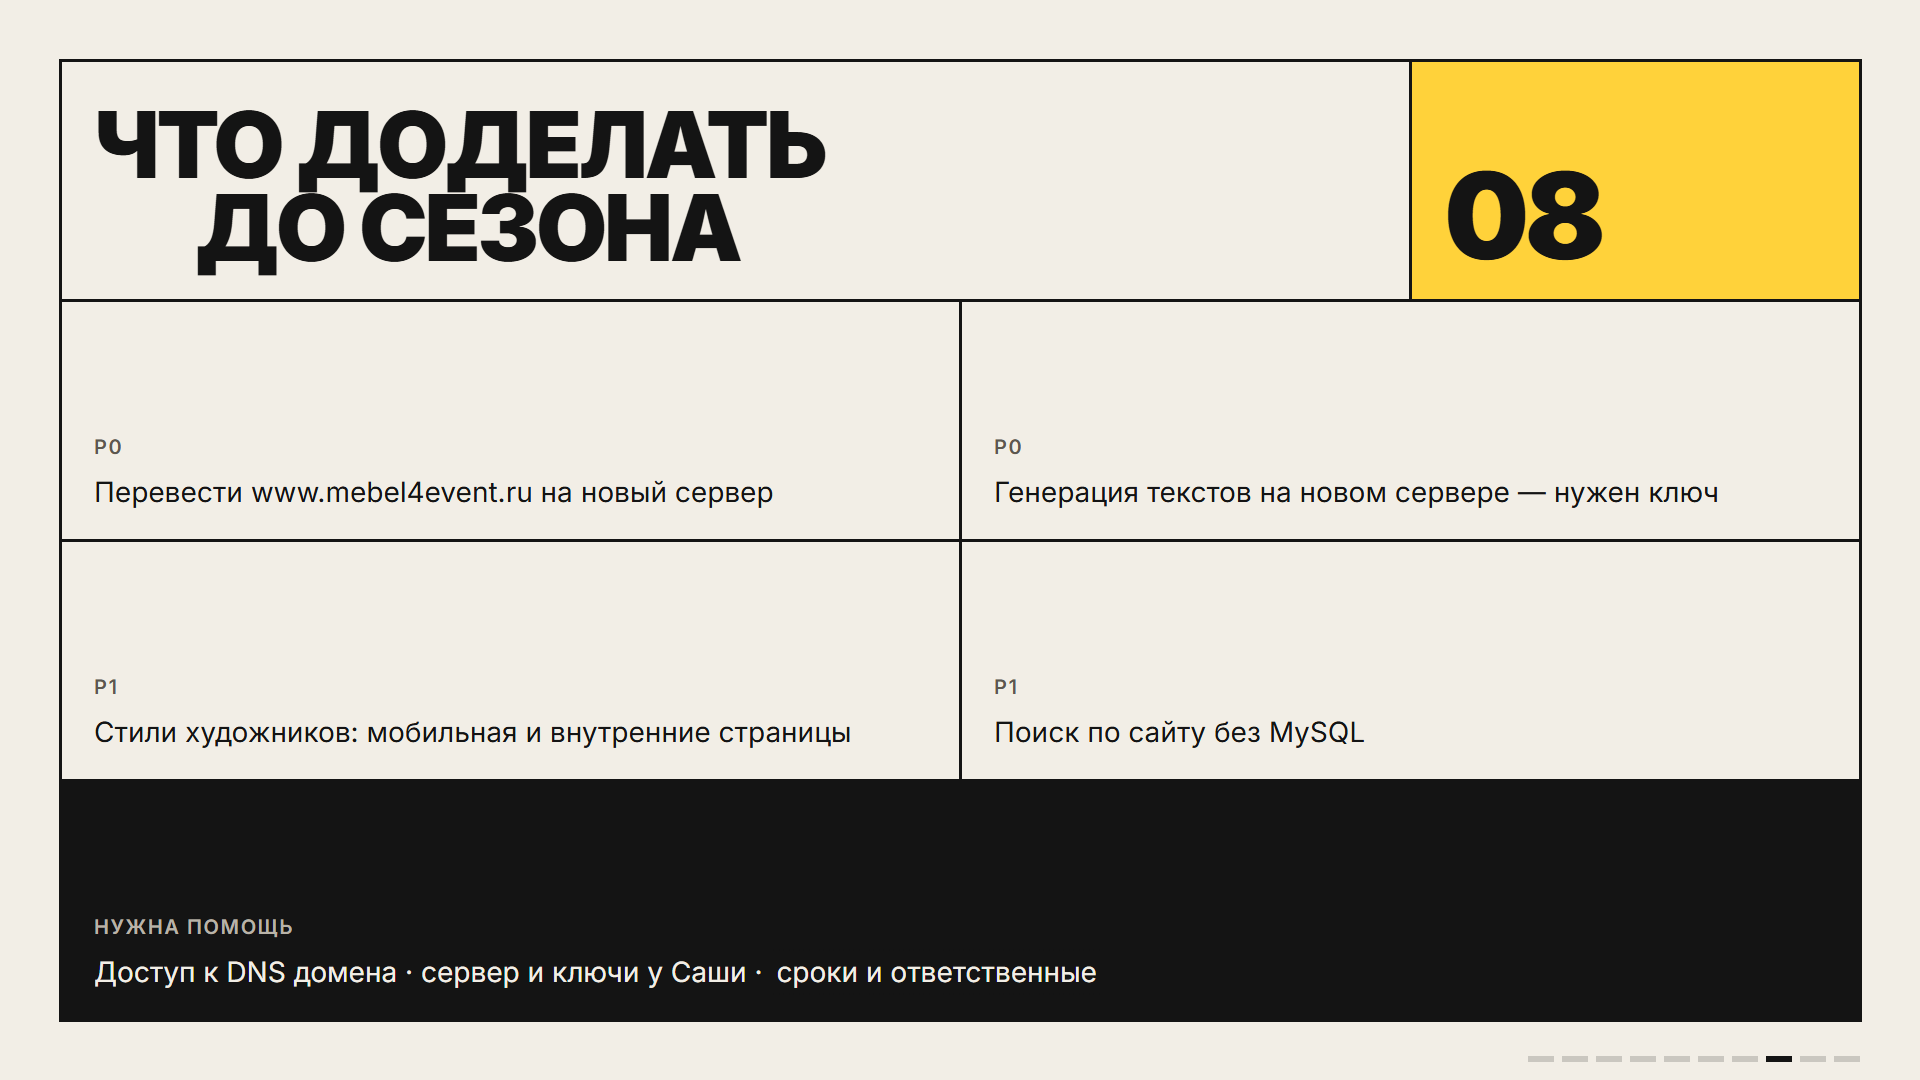 ЧТО ДОДЕЛАТЬ
ДО СЕЗОНА
08
P0
Перевести www.mebel4event.ru на новый сервер
P0
Генерация текстов на новом сервере — нужен ключ
P1
Стили художников: мобильная и внутренние страницы
P1
Поиск по сайту без MySQL
НУЖНА ПОМОЩЬ
Доступ к DNS домена · сервер и ключи у Саши · сроки и ответственные